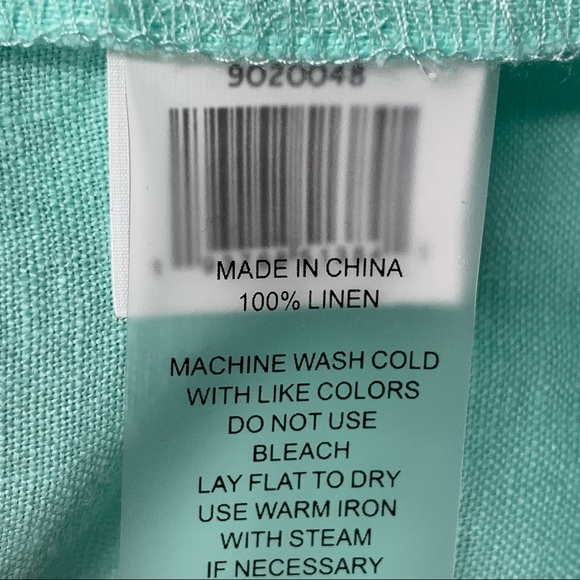 9020048
MADE IN CHINA
100% LINEN
MACHINE WASH COLD
WITH LIKE COLORS
DO NOT USE
BLEACH
LAY FLAT TO DRY
USE WARM IRON
WITH STEAM
IF NECESSARY